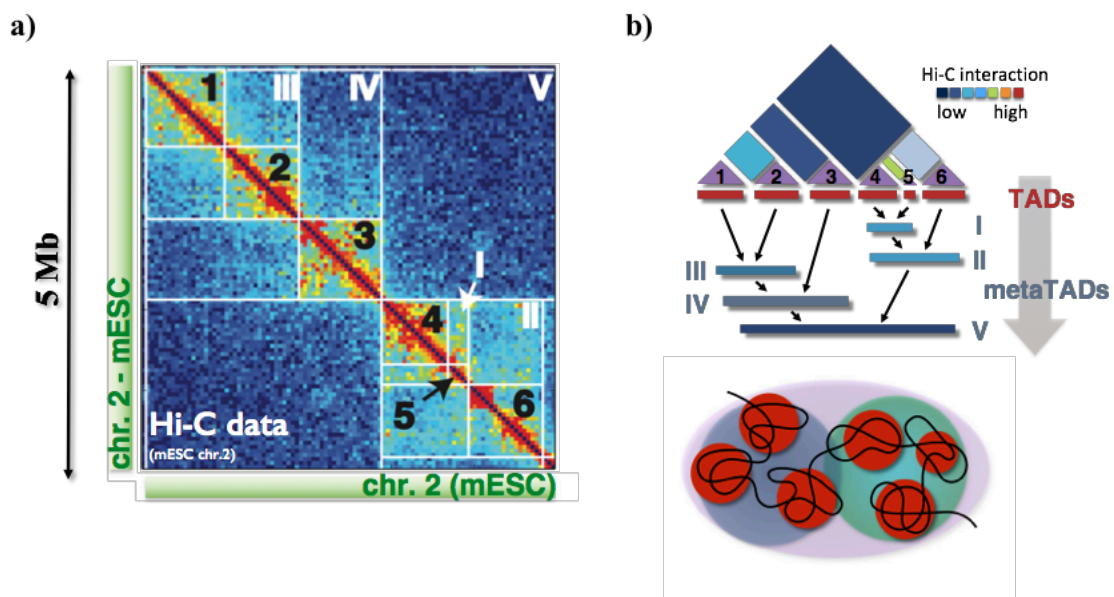 a)
b)
1
III
IV
V
2
3
I
4
II
5
6
5 Mb
chr. 2 - mESC
Hi-C data
(mESC chr.2)
chr. 2 (mESC)
Hi-C interaction
low high
1 2 3 4 5 6
TADs
I
II
III
metaTADs
IV
V